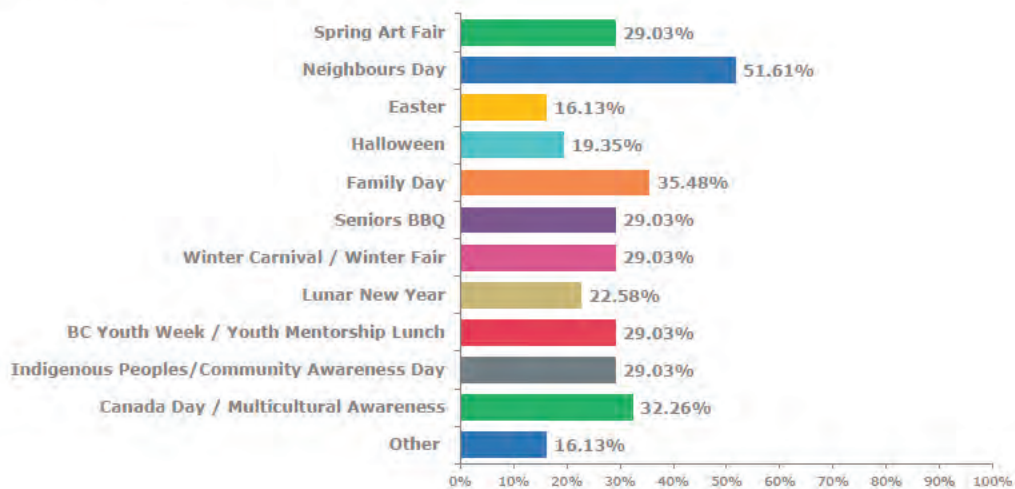 Spring Art Fair 29.03%
Neighbours Day 51.61%
Easter 16.13%
Halloween 19.35%
Family Day 35.48%
Seniors BBQ 29.03%
Winter Carnival / Winter Fair 29.03%
Lunar New Year 22.58%
BC Youth Week / Youth Mentorship Lunch 29.03%
Indigenous Peoples/Community Awareness Day 29.03%
Canada Day / Multicultural Awareness 32.26%
Other 16.13%
0% 10% 20% 30% 40% 50% 60% 70% 80% 90% 100%